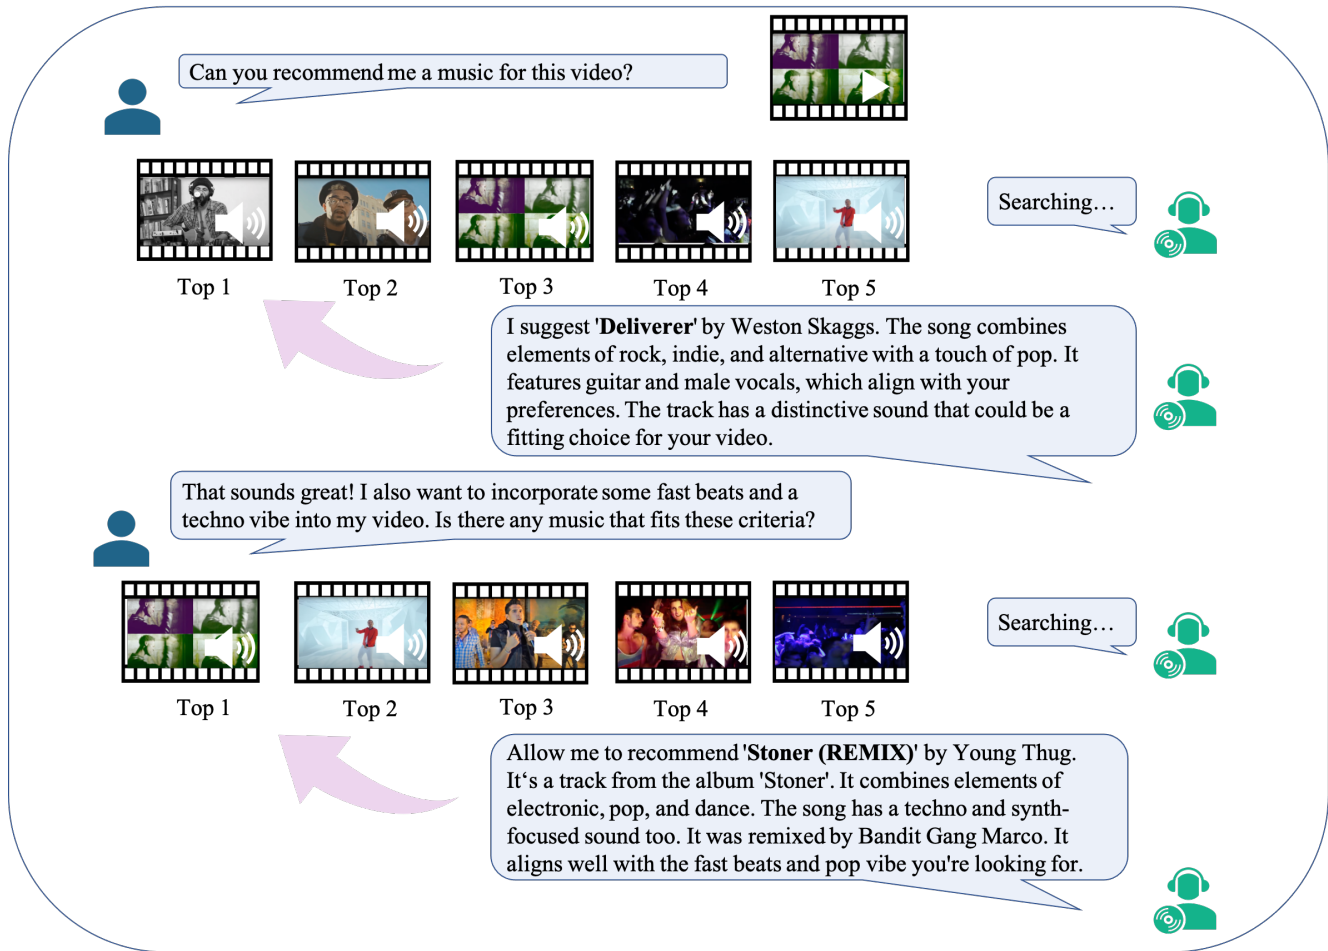 Can you recommend me a music for this video?
Searching…
Top 1
Top 2
Top 3
Top 4
Top 5
I suggest 'Deliverer' by Weston Skaggs. The song combines
elements of rock, indie, and alternative with a touch of pop. It
features guitar and male vocals, which align with your
preferences. The track has a distinctive sound that could be a
fitting choice for your video.
That sounds great! I also want to incorporate some fast beats and a
techno vibe into my video. Is there any music that fits these criteria?
Searching…
Top 1
Top 2
Top 3
Top 4
Top 5
Allow me to recommend 'Stoner (REMIX)' by Young Thug.
It‘s a track from the album 'Stoner'. It combines elements of
electronic, pop, and dance. The song has a techno and synth-
focused sound too. It was remixed by Bandit Gang Marco. It
aligns well with the fast beats and pop vibe you're looking for.